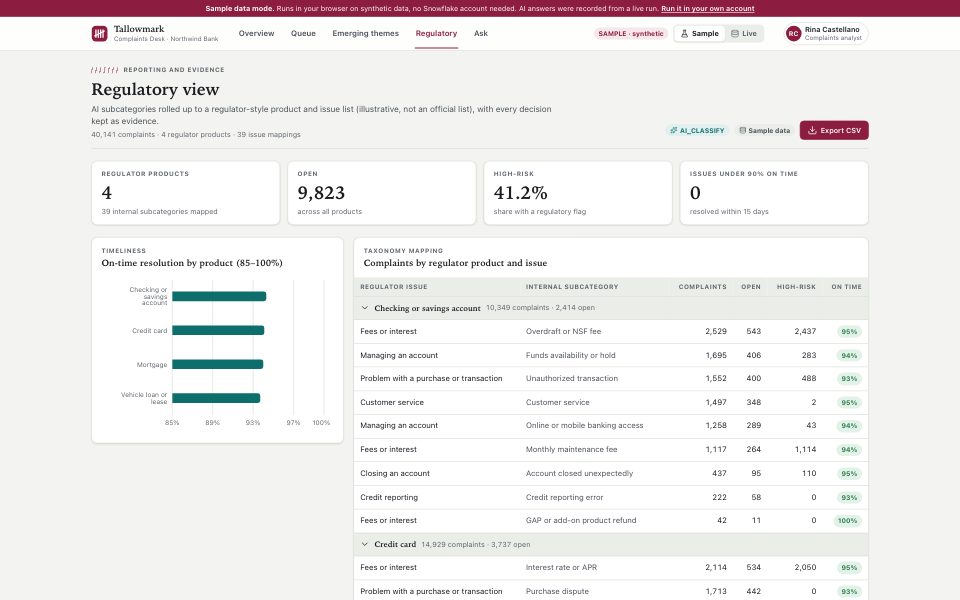 Sample data mode. Runs in your browser on synthetic data, no Snowflake account needed. AI answers were recorded from a live run. Run it in your own account
Tallowmark
Complaints Desk · Northwind Bank
Overview
Queue
Emerging themes
Regulatory
Ask
SAMPLE · synthetic
Sample
Live
RC
Rina Castellano
Complaints analyst
REPORTING AND EVIDENCE
Regulatory view
AI subcategories rolled up to a regulator-style product and issue list (illustrative, not an official list), with every decision
kept as evidence.
40,141 complaints · 4 regulator products · 39 issue mappings
AI_CLASSIFY
Sample data
Export CSV
REGULATOR PRODUCTS
4
39 internal subcategories mapped
OPEN
9,823
across all products
HIGH-RISK
41.2%
share with a regulatory flag
ISSUES UNDER 90% ON TIME
0
resolved within 15 days
TIMELINESS
On-time resolution by product (85–100%)
Checking or
savings
account
Credit card
Mortgage
Vehicle loan or
lease
85% 89% 93% 97% 100%
TAXONOMY MAPPING
Complaints by regulator product and issue
REGULATOR ISSUE INTERNAL SUBCATEGORY COMPLAINTS OPEN HIGH-RISK ON TIME
Checking or savings account 10,349 complaints · 2,414 open
Fees or interest Overdraft or NSF fee 2,529 543 2,437 95%
Managing an account Funds availability or hold 1,695 406 283 94%
Problem with a purchase or transaction Unauthorized transaction 1,552 400 488 93%
Customer service Customer service 1,497 348 2 95%
Managing an account Online or mobile banking access 1,258 289 43 94%
Fees or interest Monthly maintenance fee 1,117 264 1,114 94%
Closing an account Account closed unexpectedly 437 95 110 95%
Credit reporting Credit reporting error 222 58 0 93%
Fees or interest GAP or add-on product refund 42 11 0 100%
Credit card 14,929 complaints · 3,737 open
Fees or interest Interest rate or APR 2,114 534 2,050 95%
Problem with a purchase or transaction Purchase dispute 1,713 442 0 93%